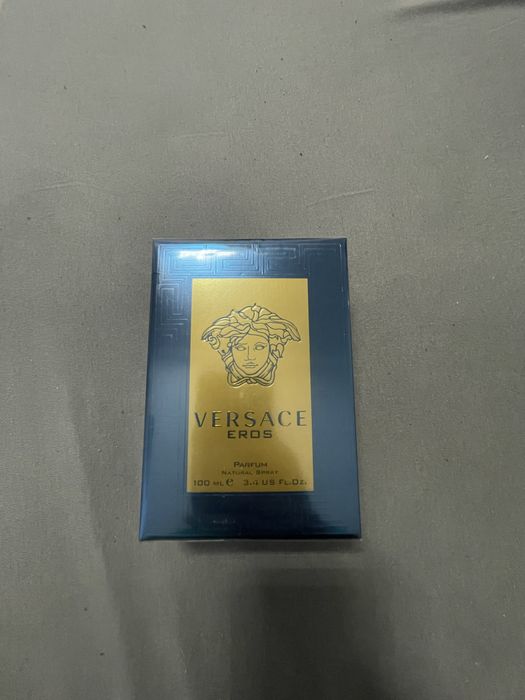 VERSACE
EROS
PARFUM
NATURAL SPRAY
100 ML ℮ 3.4 US FL.OZ.